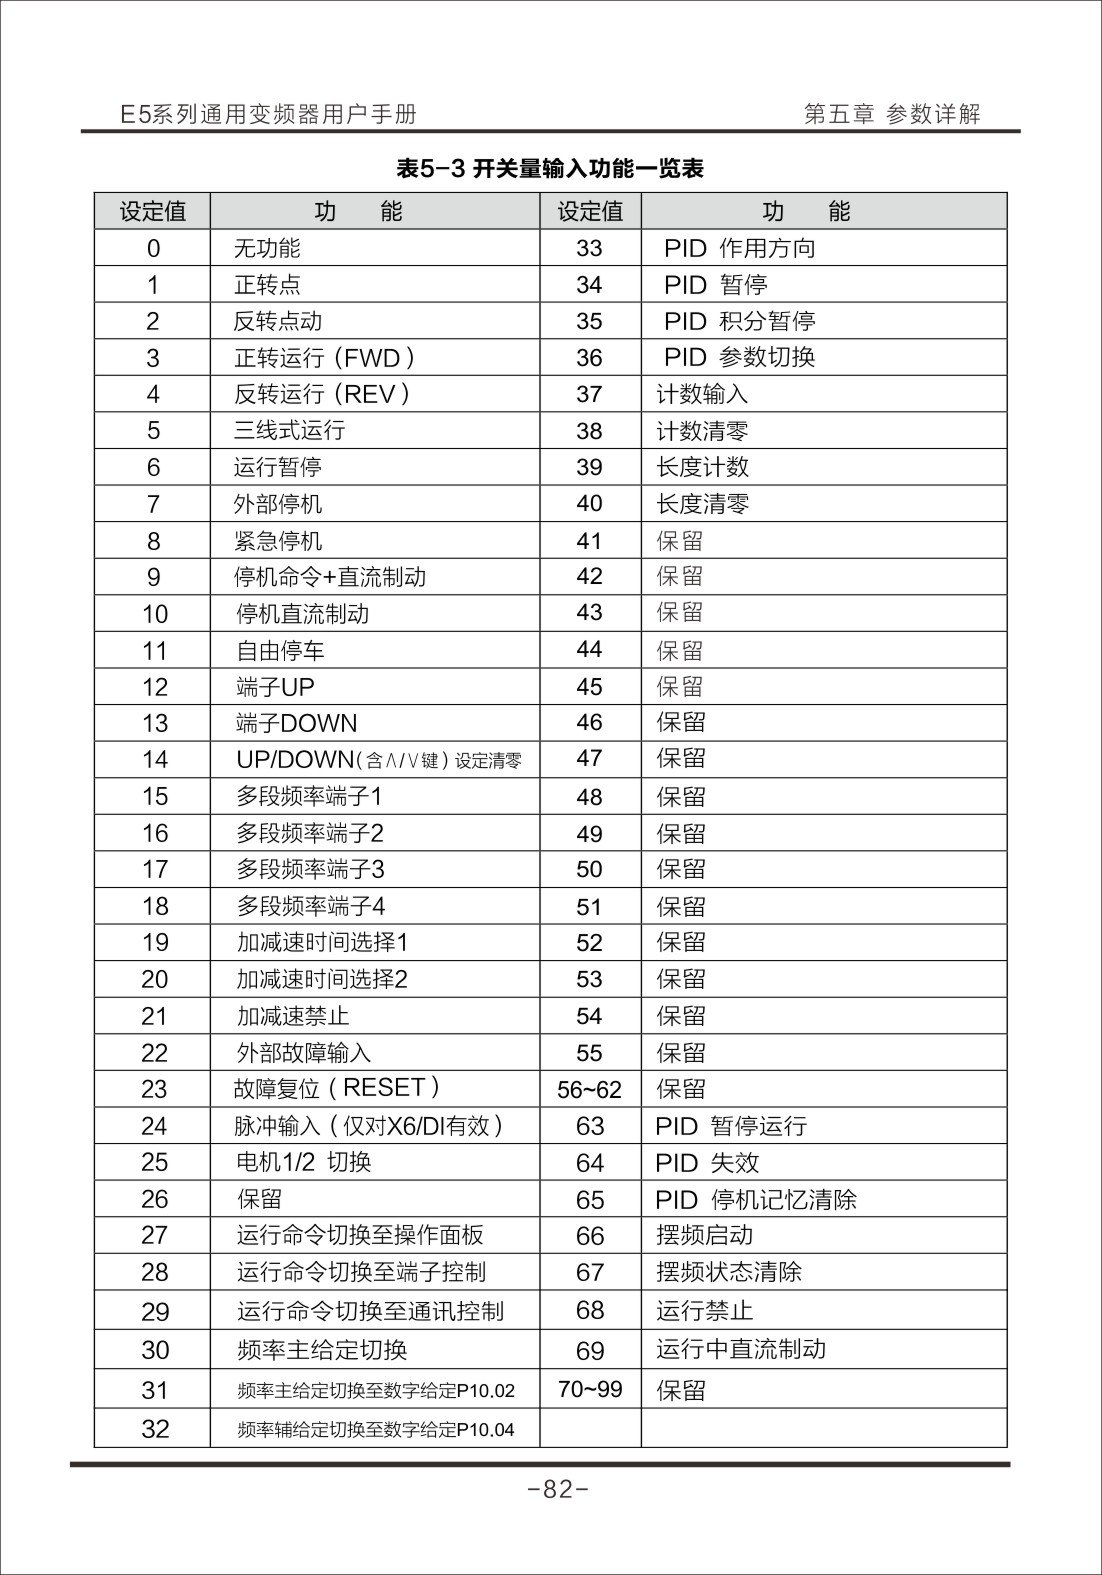 E5系列通用变频器用户手册 第五章 参数详解
表5-3 开关量输入功能一览表
设定值 功 能 设定值 功 能
0 无功能 33 PID 作用方向
1 正转点 34 PID 暂停
2 反转点动 35 PID 积分暂停
3 正转运行（FWD） 36 PID 参数切换
4 反转运行（REV） 37 计数输入
5 三线式运行 38 计数清零
6 运行暂停 39 长度计数
7 外部停机 40 长度清零
8 紧急停机 41 保留
9 停机命令+直流制动 42 保留
10 停机直流制动 43 保留
11 自由停车 44 保留
12 端子UP 45 保留
13 端子DOWN 46 保留
14 UP/DOWN(含∧/∨键）设定清零 47 保留
15 多段频率端子1 48 保留
16 多段频率端子2 49 保留
17 多段频率端子3 50 保留
18 多段频率端子4 51 保留
19 加减速时间选择1 52 保留
20 加减速时间选择2 53 保留
21 加减速禁止 54 保留
22 外部故障输入 55 保留
23 故障复位（RESET） 56~62 保留
24 脉冲输入（仅对X6/DI有效） 63 PID 暂停运行
25 电机1/2 切换 64 PID 失效
26 保留 65 PID 停机记忆清除
27 运行命令切换至操作面板 66 摆频启动
28 运行命令切换至端子控制 67 摆频状态清除
29 运行命令切换至通讯控制 68 运行禁止
30 频率主给定切换 69 运行中直流制动
31 频率主给定切换至数字给定P10.02 70~99 保留
32 频率辅给定切换至数字给定P10.04
-82-